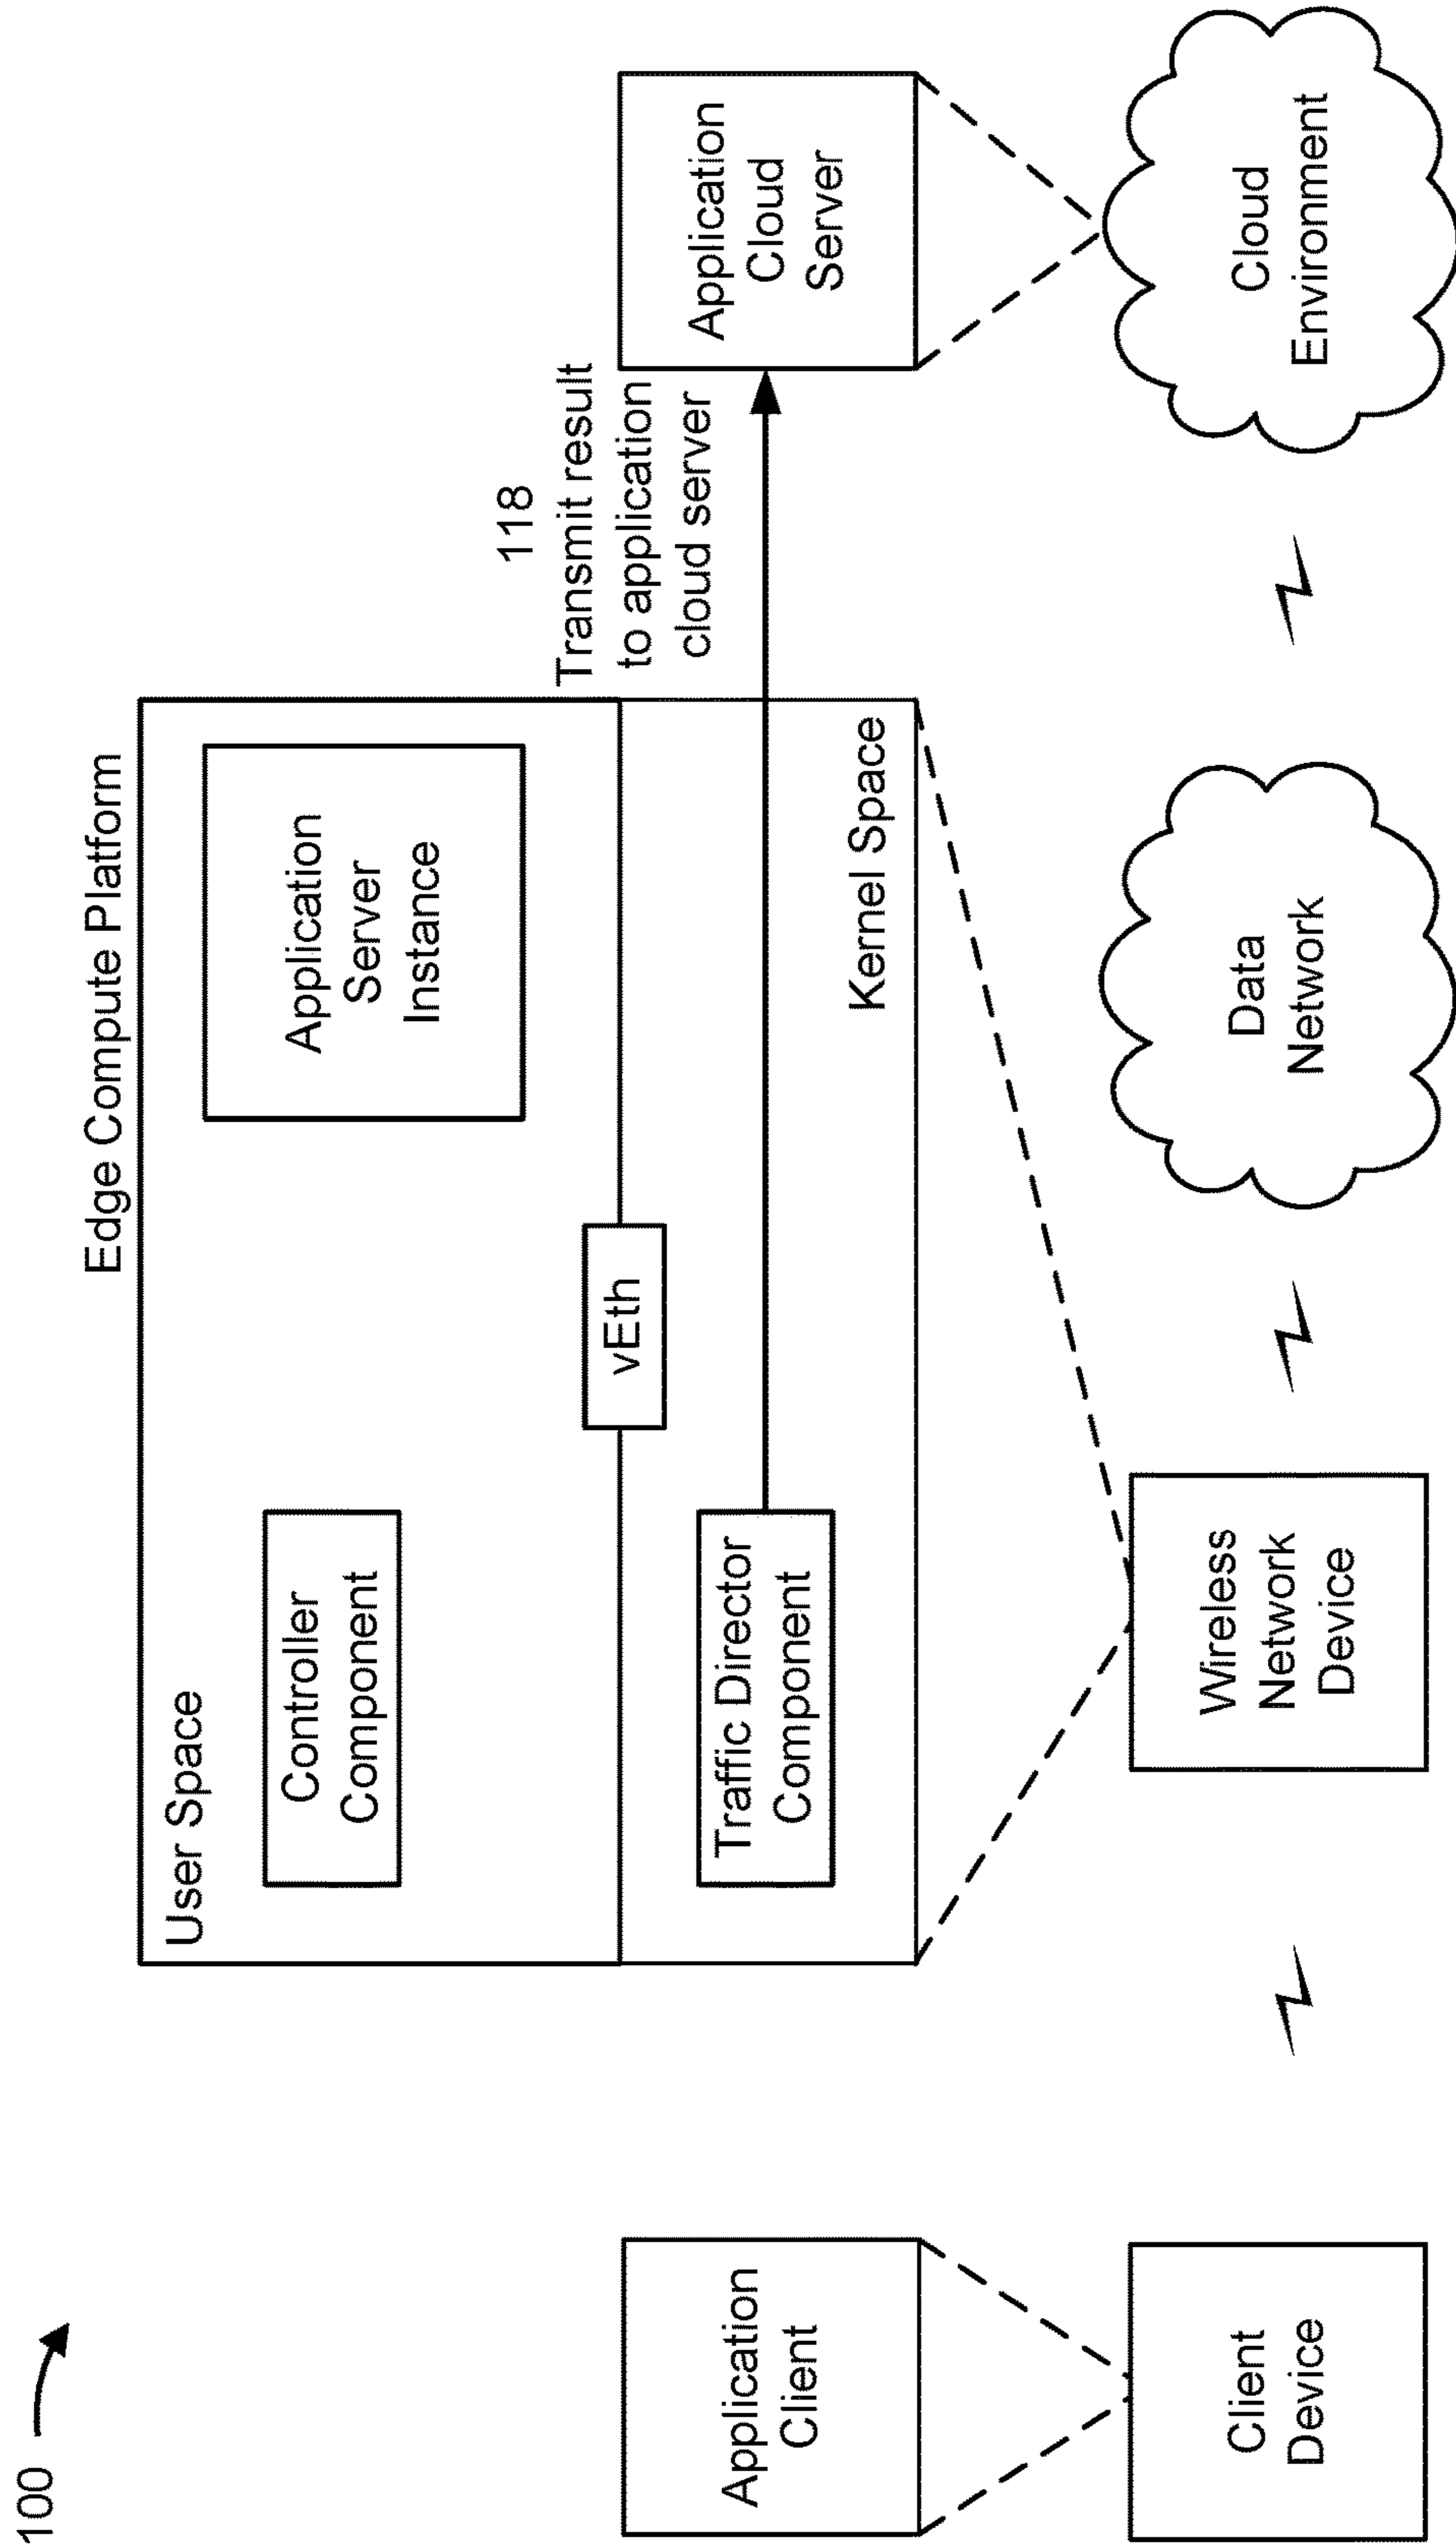 100
Edge Compute Platform
User Space
Controller
Component
Application
Server
Instance
vEth
118
Transmit result
to application
cloud server
Application
Client
Traffic Director
Component
Kernel Space
Application
Cloud
Server
Client
Device
Wireless
Network
Device
Data
Network
Cloud
Environment